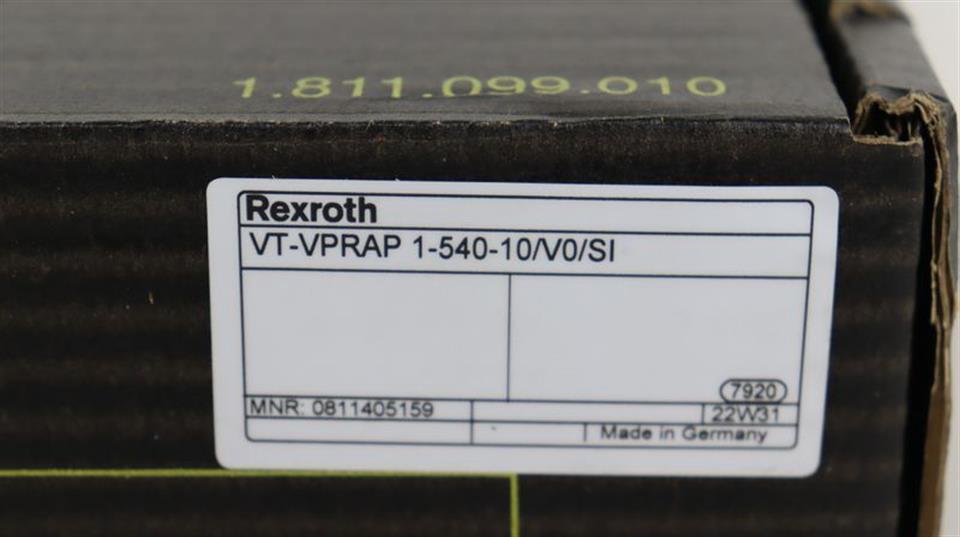 1.811.099.010
Rexroth
VT-VPRAP 1-540-10/V0/SI
7920
MNR: 0811405159
22W31
Made in Germany